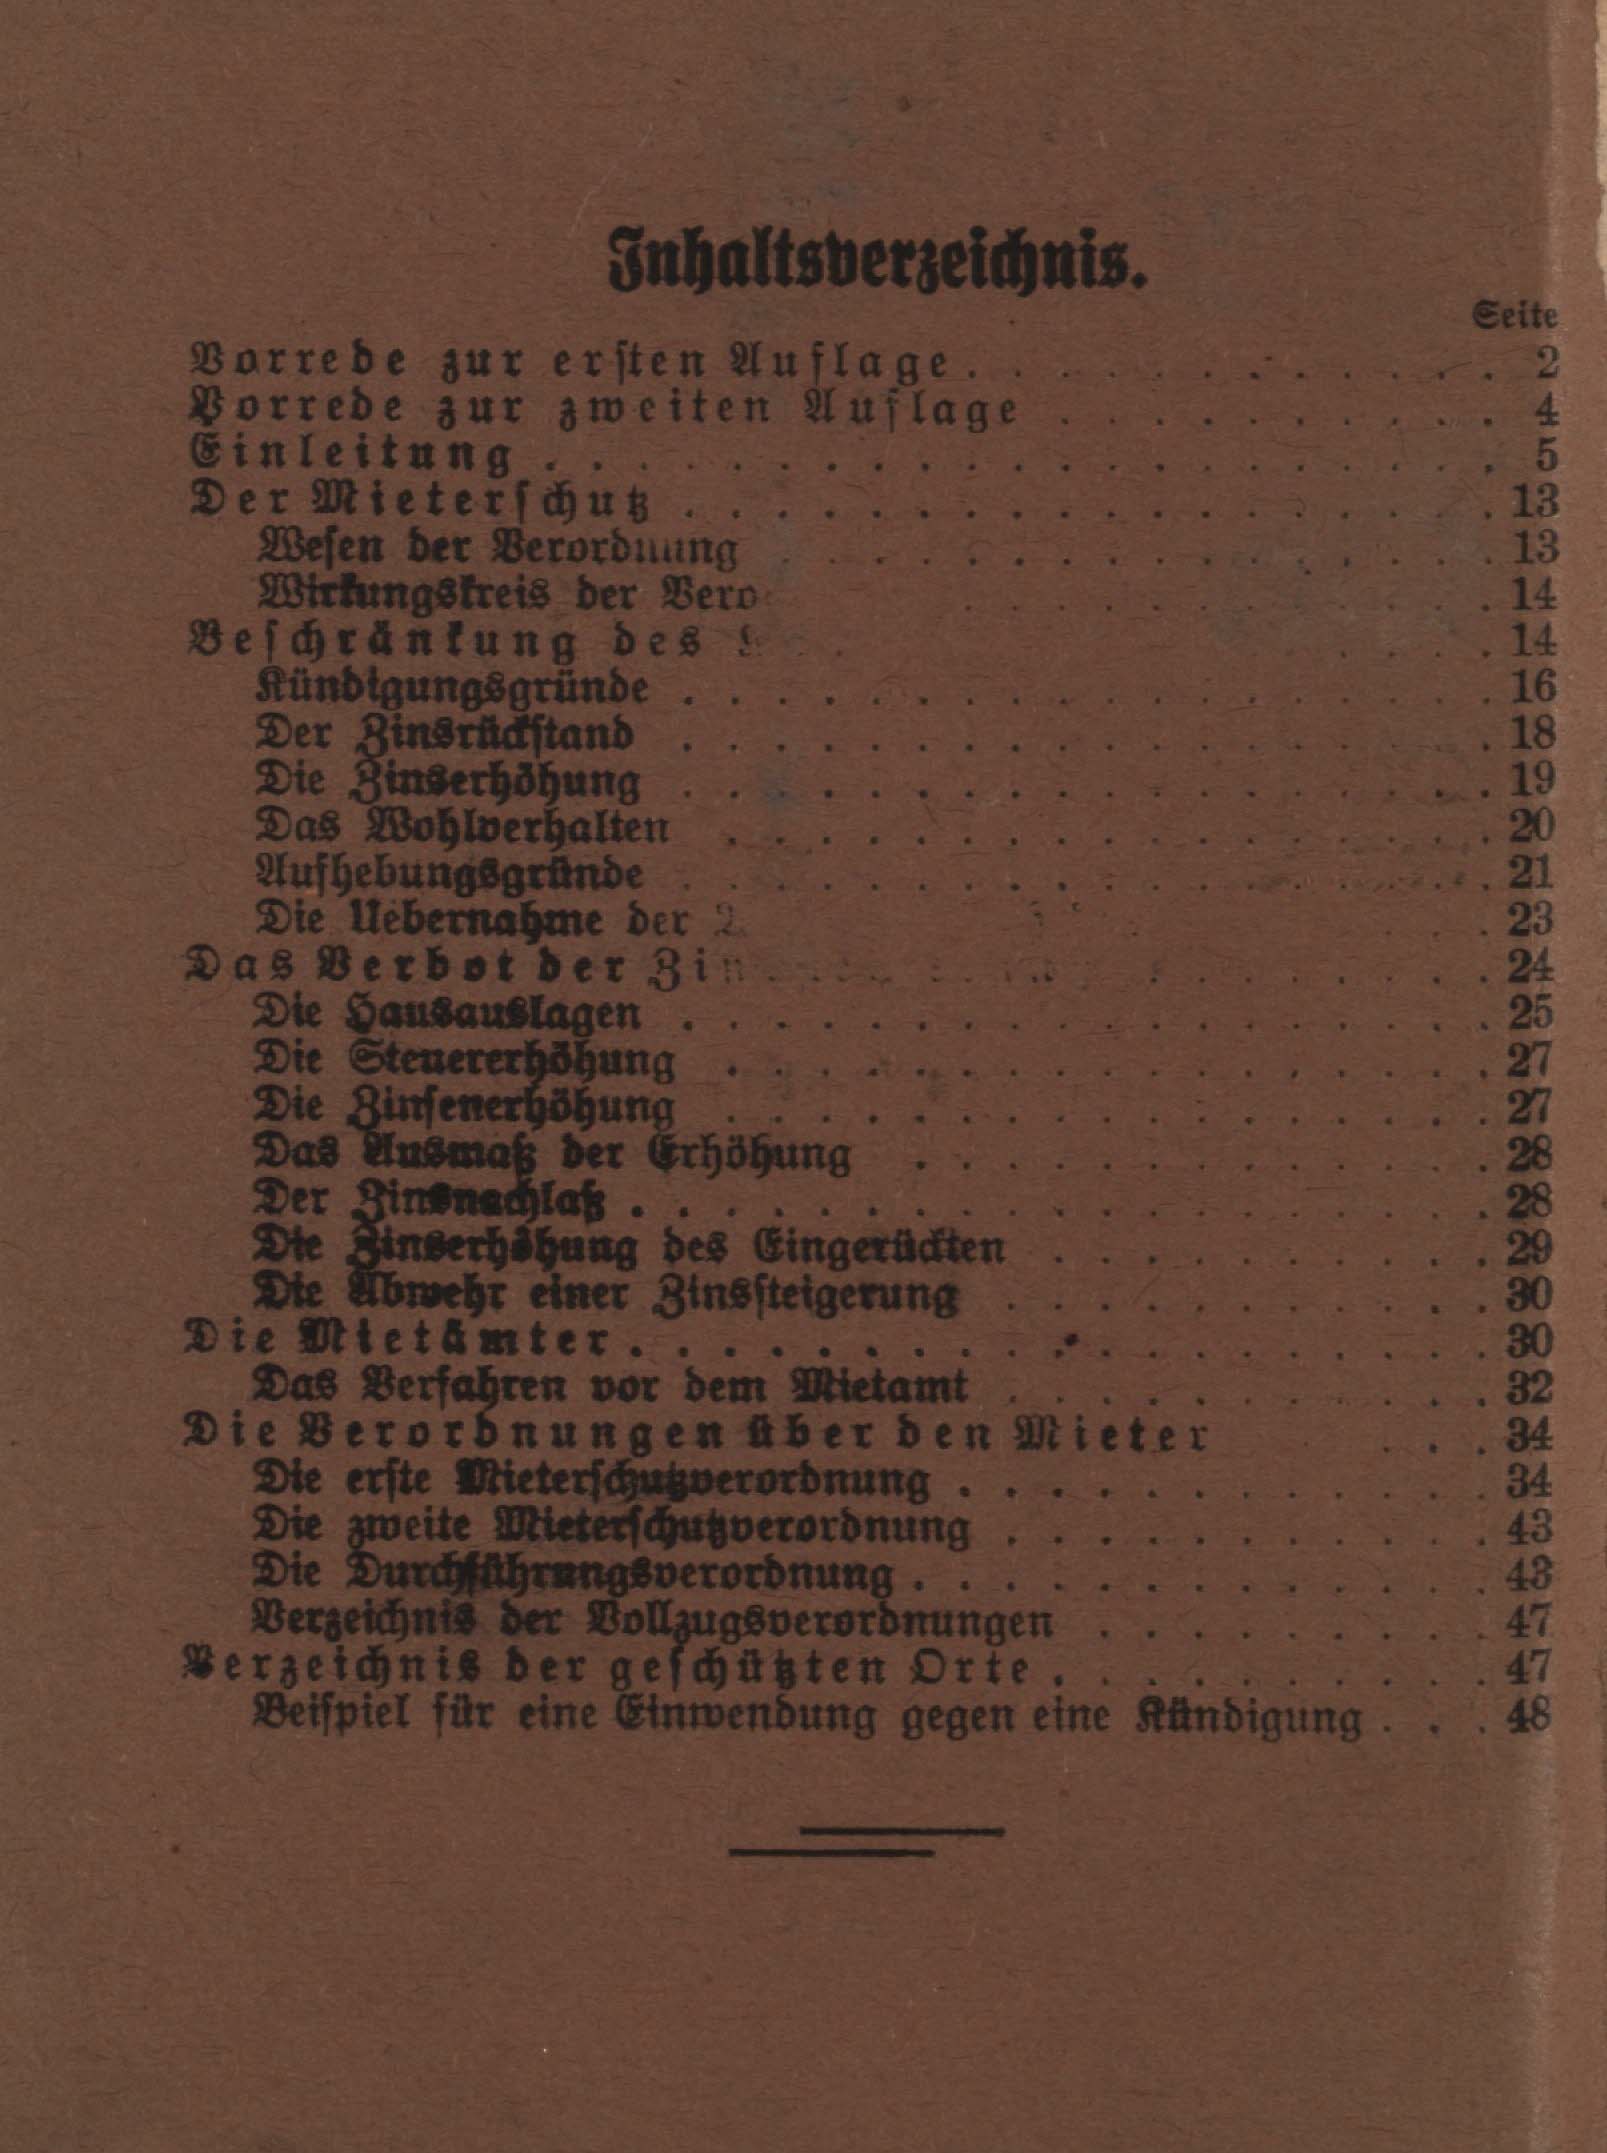 Inhaltsverzeichnis.
Seite
Vorrede zur ersten Auflage . . . . . . . . . . . . 2
Vorrede zur zweiten Auflage . . . . . . . . . . 4
Einleitung . . . . . . . . . . . . . . . . . . . . . 5
Der Mieterschutz . . . . . . . . . . . . . . . . . . 13
Wesen der Verordnung . . . . . . . . . . . . . . . 13
Wirkungskreis der . . . . . . . . . . . . 14
Beschränkung des . . . . . . 14
Kündigungsgründe . . . . . . . . . . . . . . . . . . 16
Der Zinsrückstand . . . . . . . . . . . . . . . . . . 18
Die Zinserhöhung . . . . . . . . . . . . . . . . . . 19
Das Wohlverhalten . . . . . . . . . . . . . . . . . 20
Aufhebungsgründe . . . . . . . . . . . . . . . . . . 21
Die Uebernahme der . . 23
Das Verbot der . . . . . . . . 24
Die Hausauslagen . . . . . . . . . . . . . . . . . . 25
Die Steuererhöhung . . . . . . . . . . . . . . . . . 27
Die Zinsenerhöhung . . . . . . . . . . . . . . . . . 27
Das Ausmaß der Erhöhung . . . . . . . . . . . . . 28
Der Zinsnachlaß . . . . . . . . . . . . . . . . . . . 28
Die Zinserhöhung des Eingerückten . . . . . . . . . . 29
Die Abwehr einer Zinssteigerung . . . . . . . . . . . 30
Die Mietämter . . . . . . . . . . . . . . . . . . . 30
Das Verfahren vor dem Mietamt . . . . . . . . . . . 32
Die Verordnungen über den Mieter . . . 34
Die erste Mieterschutzverordnung . . . . . . . . . . . . 34
Die zweite Mieterschutzverordnung . . . . . . . . . . . 43
Die Durchführungsverordnung . . . . . . . . . . . . . 43
Verzeichnis der Vollzugsverordnungen . . . . . . . . . 47
Verzeichnis der geschützten Orte . . . . . . . . . . 47
Beispiel für eine Einwendung gegen eine Kündigung . . . 48